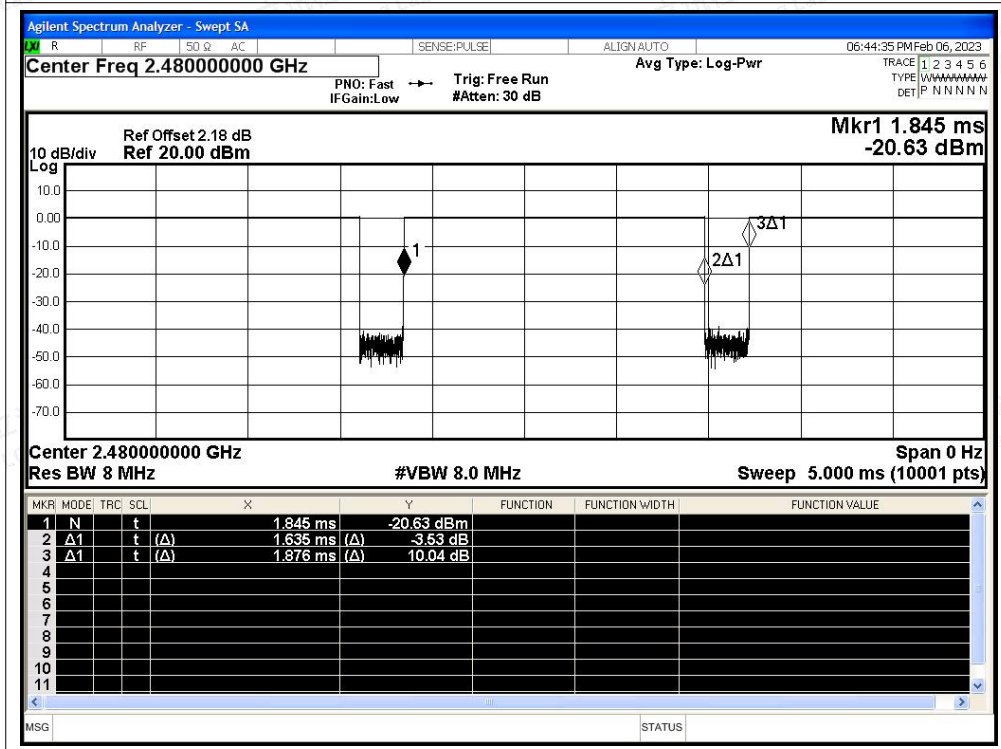 Agilent Spectrum Analyzer - Swept SA
LXI R RF 50 Ω AC SENSE:PULSE ALIGN AUTO 06:44:35 PM Feb 06, 2023
Center Freq 2.480000000 GHz
PNO: Fast
IFGain:Low
Trig: Free Run
#Atten: 30 dB
Avg Type: Log-Pwr
TRACE 1 2 3 4 5 6
TYPE WWWWWW
DET P N N N N N
Mkr1 1.845 ms
-20.63 dBm
Ref Offset 2.18 dB
10 dB/div Ref 20.00 dBm
Log
10.0
0.00
-10.0
-20.0
-30.0
-40.0
-50.0
-60.0
-70.0
1
2Δ1
3Δ1
Center 2.480000000 GHz Span 0 Hz
Res BW 8 MHz #VBW 8.0 MHz Sweep 5.000 ms (10001 pts)
MKR MODE TRC SCL X Y FUNCTION FUNCTION WIDTH FUNCTION VALUE
1 N t 1.845 ms -20.63 dBm
2 Δ1 t (Δ) 1.635 ms (Δ) -3.53 dB
3 Δ1 t (Δ) 1.876 ms (Δ) 10.04 dB
4
5
6
7
8
9
10
11
MSG STATUS